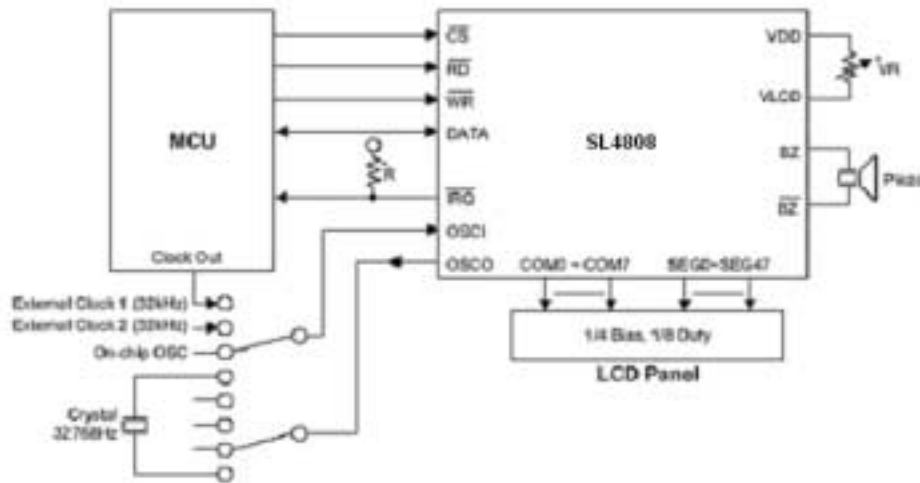 MCU
Clock Out
CS
RD
WR
DATA
IRQ
OSCI
OSCO
SL4808
VDD
VLCD
BZ
BZ
COM0 ~ COM7
SEG0~SEG47
*VR
*R
Piezo
External Clock 1 (32kHz)
External Clock 2 (32kHz)
On-chip OSC
Crystal
32768Hz
1/4 Bias, 1/8 Duty
LCD Panel